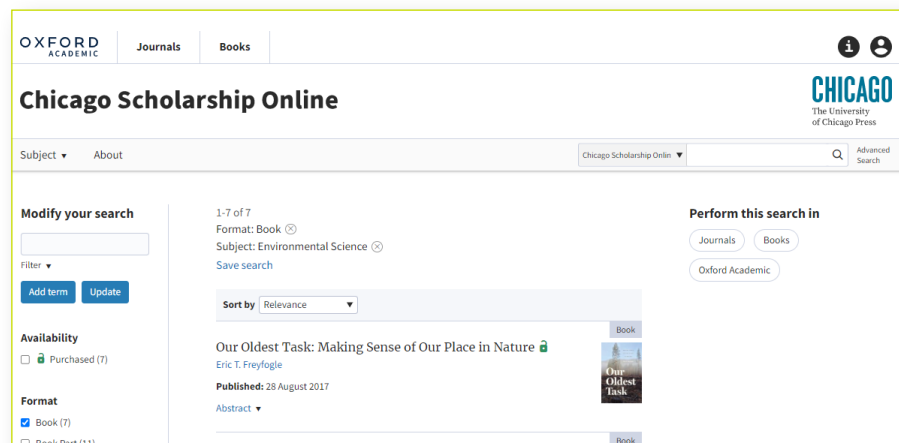 OXFORD
ACADEMIC
Journals
Books
Chicago Scholarship Online
CHICAGO
The University
of Chicago Press
Subject
About
Chicago Scholarship Onlin
Advanced
Search
Modify your search
Filter
Add term
Update
Availability
Purchased (7)
Format
Book (7)
Book Part (11)
1-7 of 7
Format: Book
Subject: Environmental Science
Save search
Sort by Relevance
Book
Our Oldest Task: Making Sense of Our Place in Nature
Eric T. Freyfogle
Published: 28 August 2017
Abstract
Our
Oldest
Task
Book
Perform this search in
Journals
Books
Oxford Academic